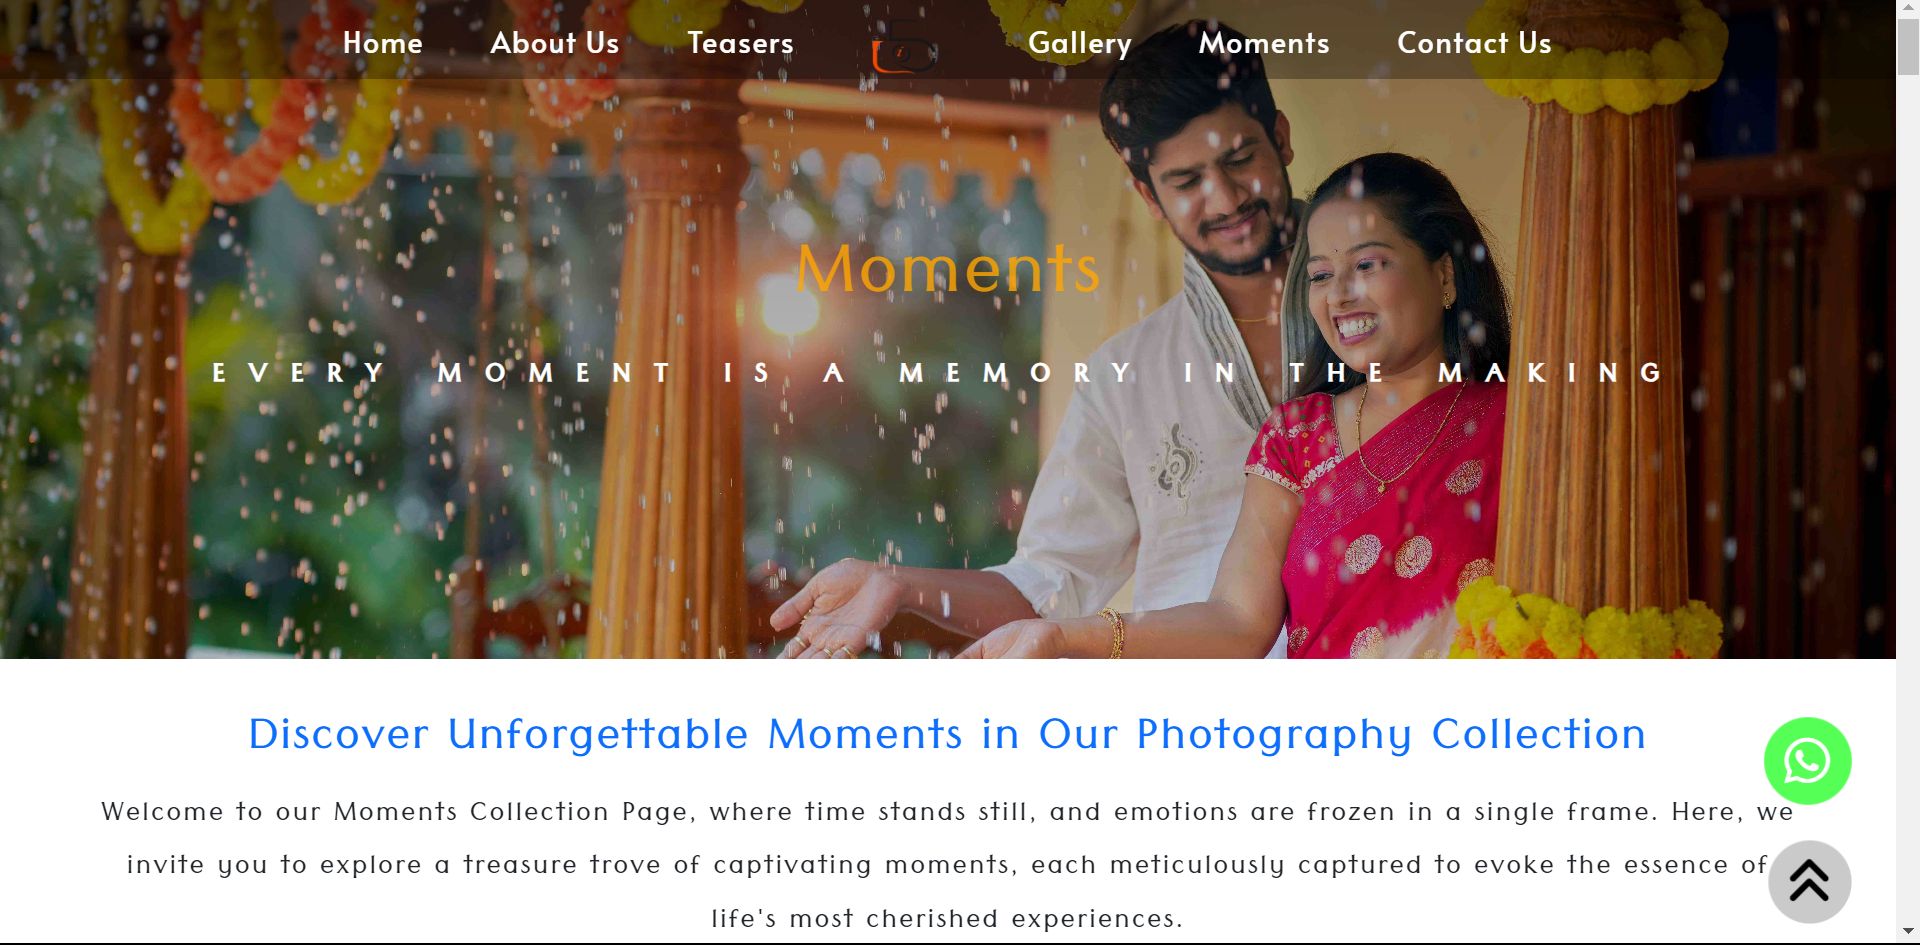 Home About Us Teasers Gallery Moments Contact Us
Moments
EVERY MOMENT IS A MEMORY IN THE MAKING
Discover Unforgettable Moments in Our Photography Collection
Welcome to our Moments Collection Page, where time stands still, and emotions are frozen in a single frame. Here, we
invite you to explore a treasure trove of captivating moments, each meticulously captured to evoke the essence of
life's most cherished experiences.